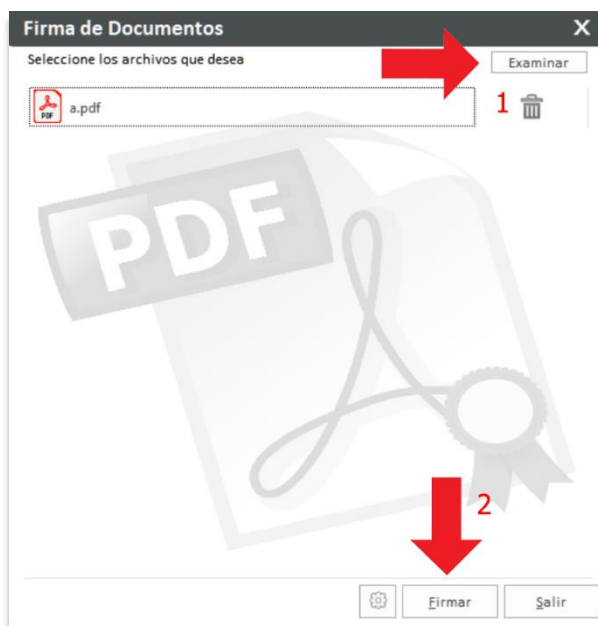 Firma de Documentos X
Seleccione los archivos que desea
Examinar
PDF a.pdf
1
PDF
2
Firmar Salir